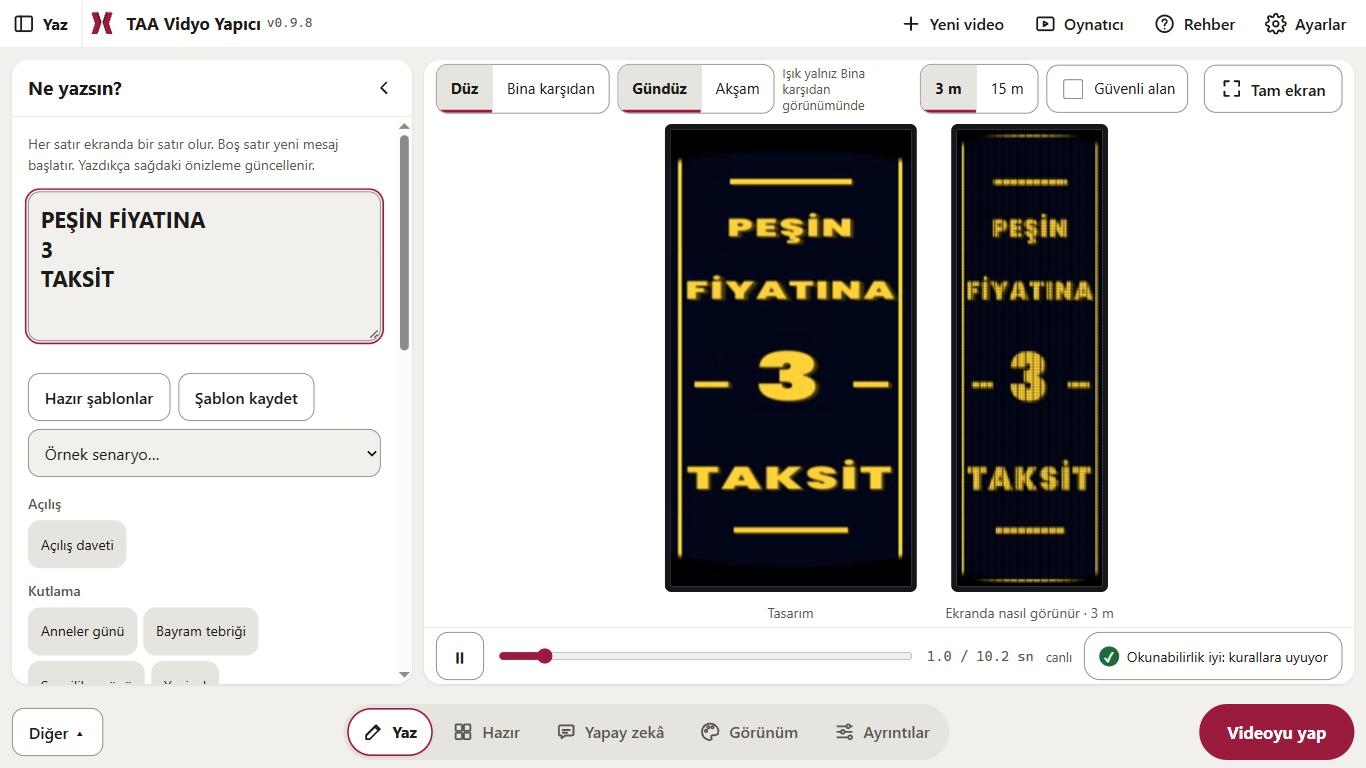 Yaz
TAA Vidyo Yapıcı v0.9.8
Yeni video
Oynatıcı
Rehber
Ayarlar
Ne yazsın?
Her satır ekranda bir satır olur. Boş satır yeni mesaj
başlatır. Yazdıkça sağdaki önizleme güncellenir.
PEŞİN FİYATINA
3
TAKSİT
Hazır şablonlar
Şablon kaydet
Örnek senaryo...
Açılış
Açılış daveti
Kutlama
Anneler günü
Bayram tebriği
Düz
Bina karşıdan
Gündüz
Akşam
Işık yalnız Bina
karşıdan
görünümünde
3 m
15 m
Güvenli alan
Tam ekran
PEŞİN
FİYATINA
3
TAKSİT
Tasarım
PEŞİN
FİYATINA
3
TAKSİT
Ekranda nasıl görünür · 3 m
1.0 / 10.2 sn
canlı
Okunabilirlik iyi: kurallara uyuyor
Diğer
Yaz
Hazır
Yapay zekâ
Görünüm
Ayrıntılar
Videoyu yap